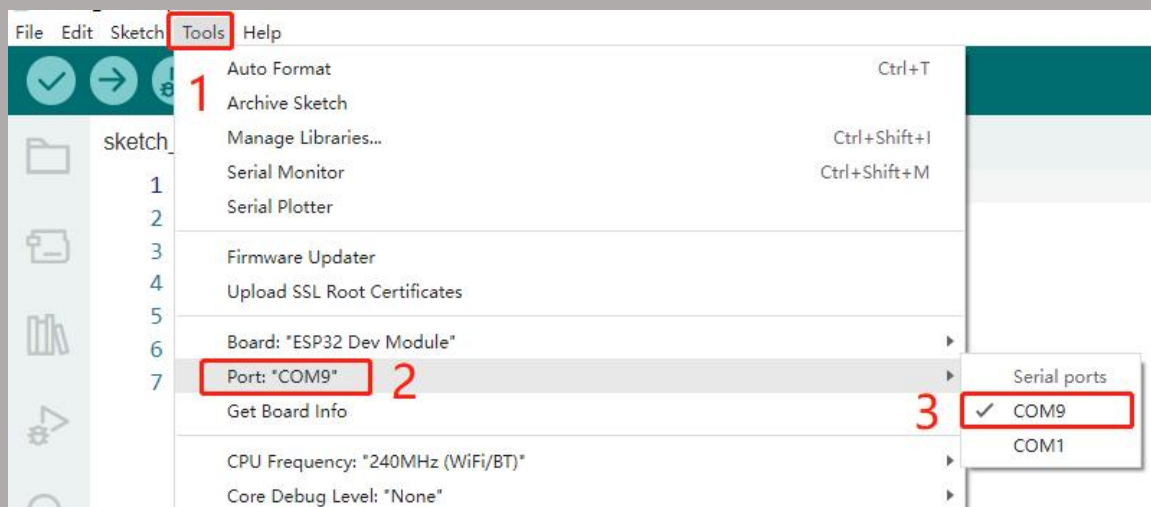 File Edit Sketch Tools Help
1
Auto Format Ctrl+T
Archive Sketch
Manage Libraries... Ctrl+Shift+I
sketch_
Serial Monitor Ctrl+Shift+M
1
Serial Plotter
2
3
Firmware Updater
4
Upload SSL Root Certificates
5
6
Board: "ESP32 Dev Module"
7
Port: "COM9" 2
Serial ports
Get Board Info
3 COM9
COM1
CPU Frequency: "240MHz (WiFi/BT)"
Core Debug Level: "None"